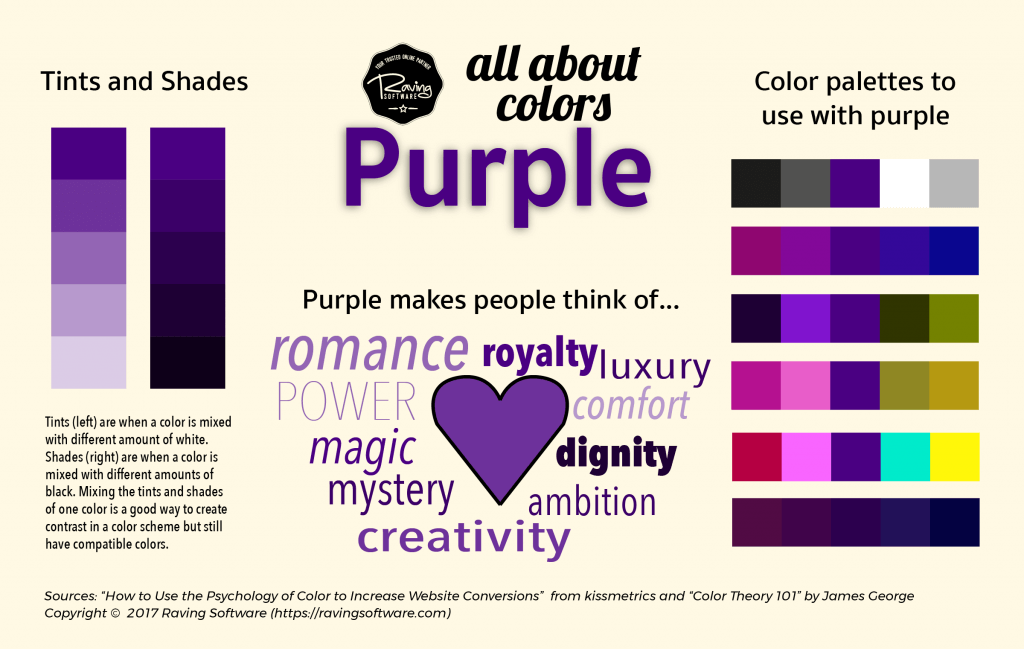 Tints and Shades
Tints (left) are when a color is mixed
with different amount of white.
Shades (right) are when a color is
mixed with different amounts of
black. Mixing the tints and shades
of one color is a good way to create
contrast in a color scheme but still
have compatible colors.
YOUR TRUSTED ONLINE PARTNER
Raving
SOFTWARE
all about
colors
Purple
Purple makes people think of...
romance
royalty
luxury
POWER
comfort
magic
dignity
mystery
ambition
creativity
Color palettes to
use with purple
Sources: "How to Use the Psychology of Color to Increase Website Conversions" from kissmetrics and "Color Theory 101" by James George
Copyright © 2017 Raving Software (https://ravingsoftware.com)